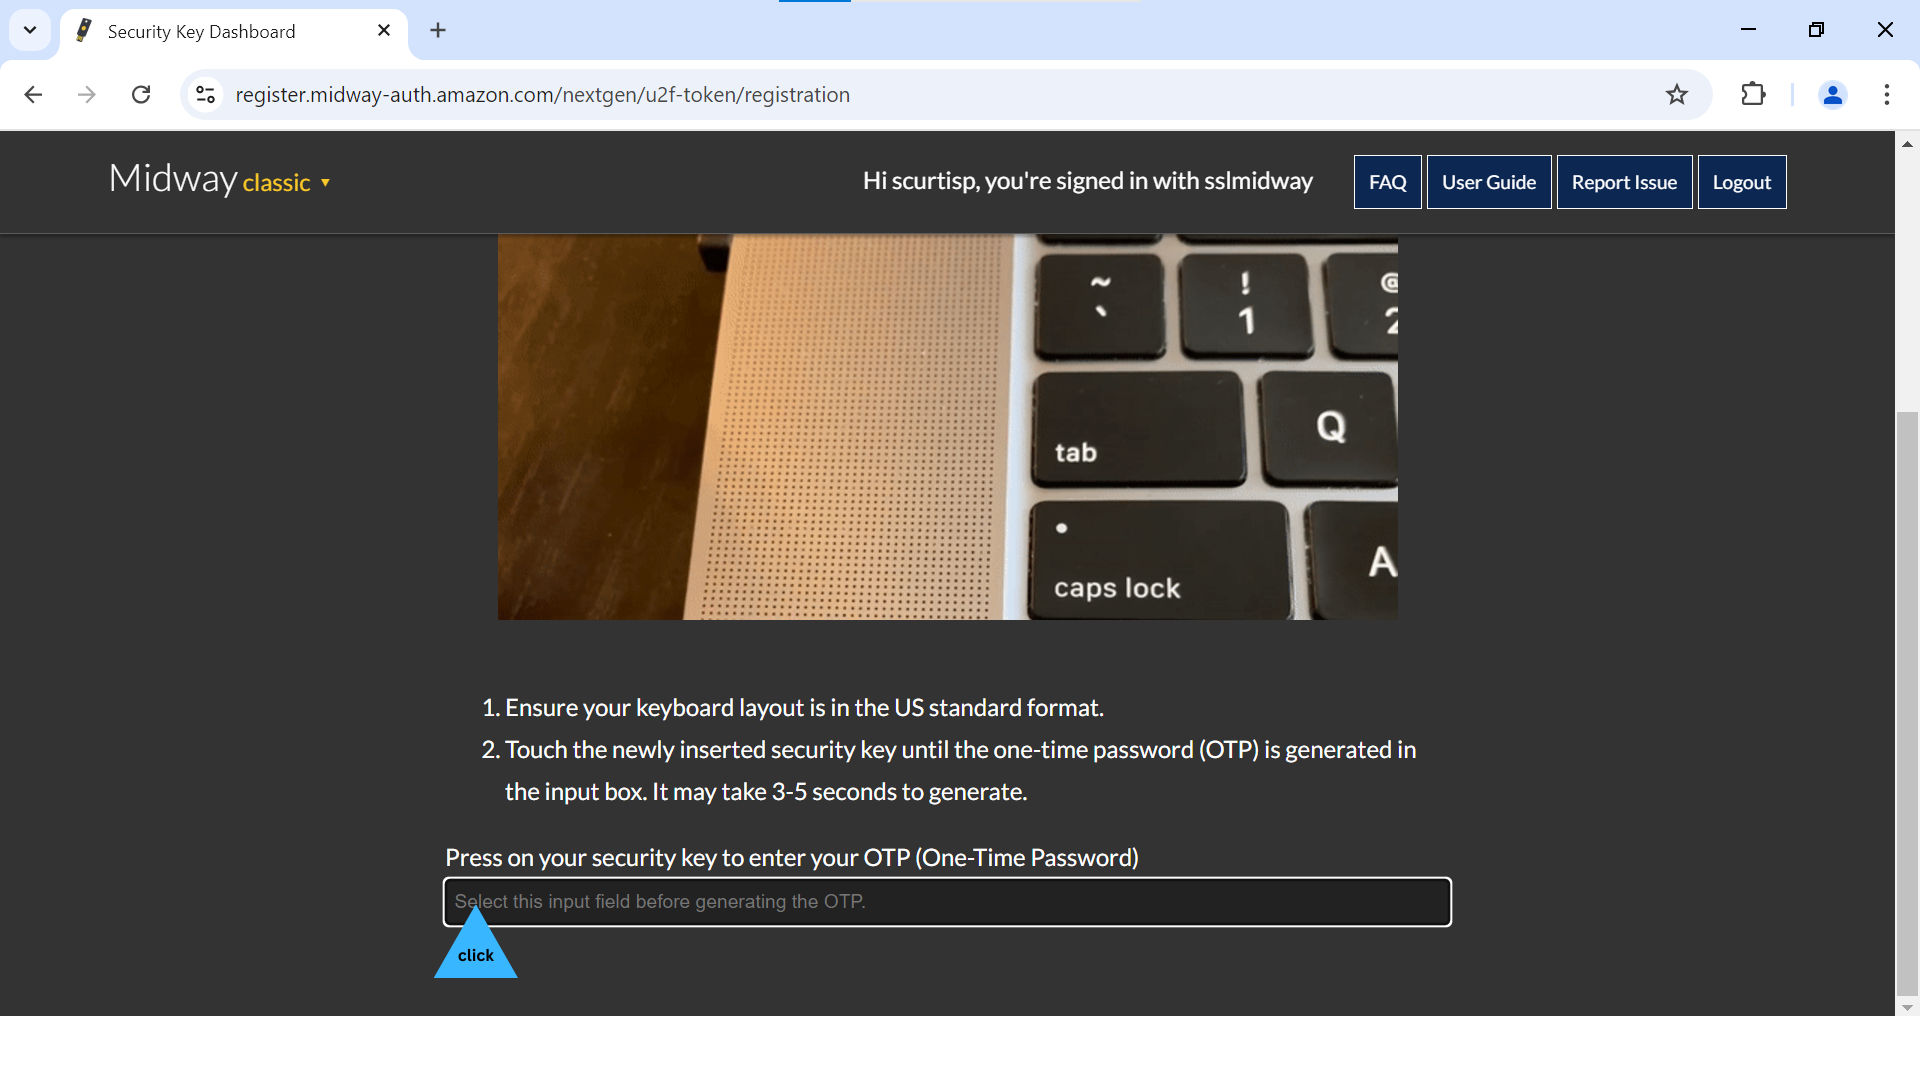 Security Key Dashboard
register.midway-auth.amazon.com/nextgen/u2f-token/registration
Midway classic ▾
Hi scurtisp, you're signed in with sslmidway
FAQ
User Guide
Report Issue
Logout
~ ! @
` 1 2
tab Q
caps lock A
1. Ensure your keyboard layout is in the US standard format.
2. Touch the newly inserted security key until the one-time password (OTP) is generated in
the input box. It may take 3-5 seconds to generate.
Press on your security key to enter your OTP (One-Time Password)
Select this input field before generating the OTP.
click